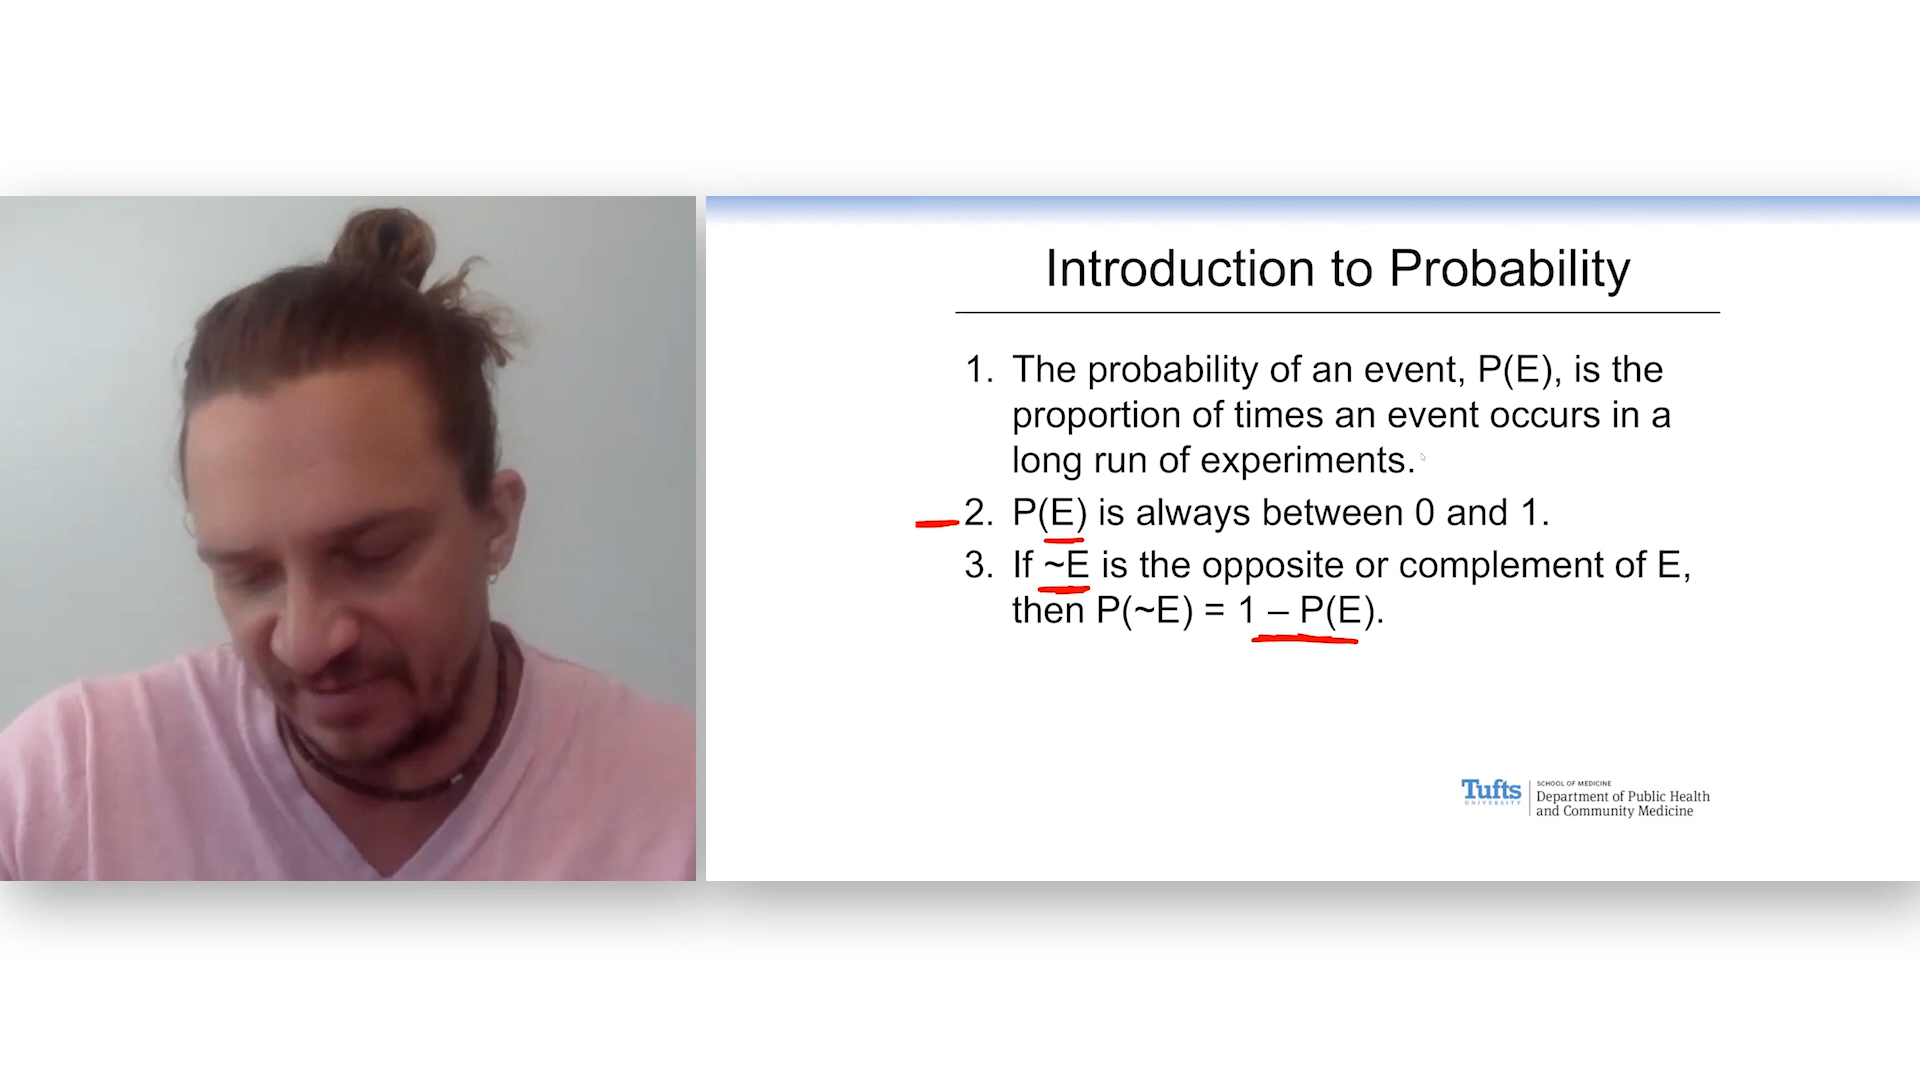 Introduction to Probability
1. The probability of an event, P(E), is the
proportion of times an event occurs in a
long run of experiments.
2. P(E) is always between 0 and 1.
3. If ~E is the opposite or complement of E,
then P(~E) = 1 – P(E).
Tufts
UNIVERSITY
SCHOOL OF MEDICINE
Department of Public Health
and Community Medicine